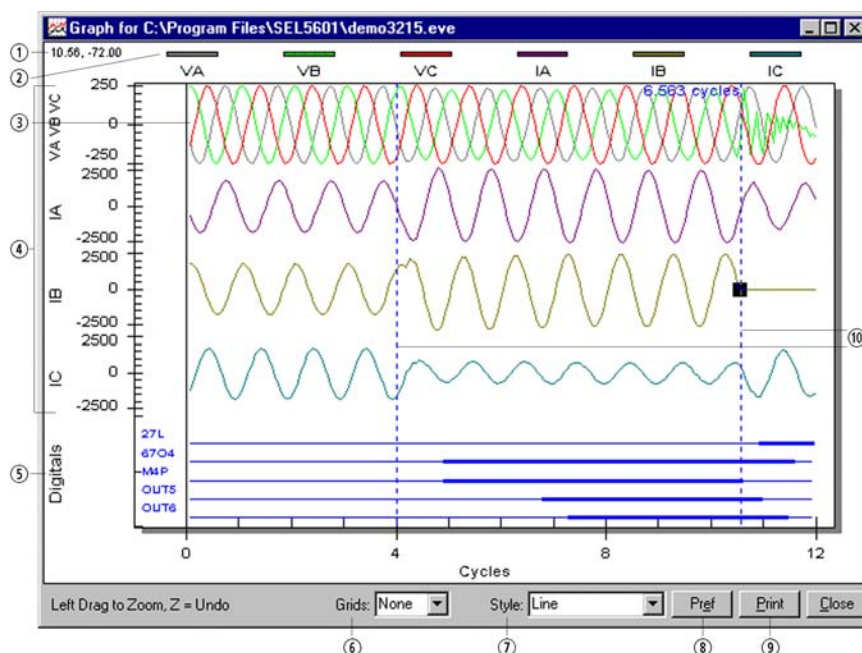 Graph for C:\Program Files\SEL5601\demo3215.eve
① 10.56, -72.00
②
VA VB VC IA IB IC
③
250
0
-250
VA VB VC
6.563 cycles
④
2500
0
-2500
IA
2500
0
-2500
IB
⑩
2500
0
-2500
IC
⑤
Digitals
27L
67O4
M4P
OUT5
OUT6
0 4 8 12
Cycles
Left Drag to Zoom, Z = Undo Grids: None Style: Line Pref Print Close
⑥ ⑦ ⑧ ⑨